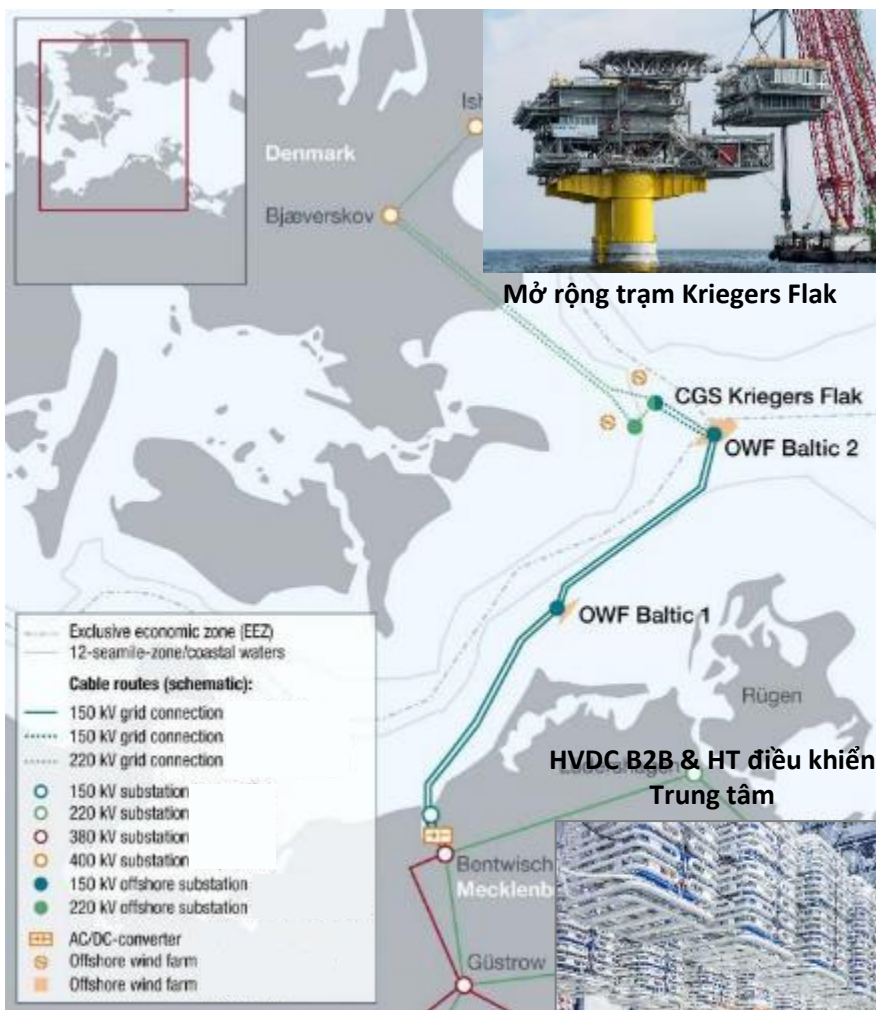 Denmark
Bjæverskov
Mở rộng trạm Kriegers Flak
CGS Kriegers Flak
OWF Baltic 2
OWF Baltic 1
Rügen
HVDC B2B & HT điều khiển
Trung tâm
Bentwisch
Mecklenb
Güstrow
Exclusive economic zone (EEZ)
12-seamile-zone/coastal waters
Cable routes (schematic):
150 kV grid connection
150 kV grid connection
220 kV grid connection
150 kV substation
220 kV substation
380 kV substation
400 kV substation
150 kV offshore substation
220 kV offshore substation
AC/DC-converter
Offshore wind farm
Offshore wind farm